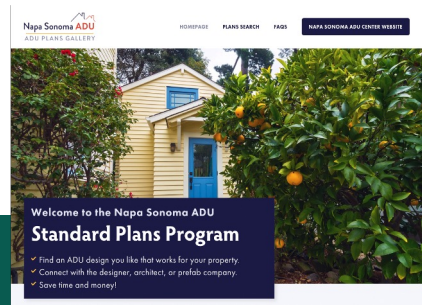 Napa Sonoma ADU
ADU PLANS GALLERY
HOMEPAGE PLANS SEARCH FAQS NAPA SONOMA ADU CENTER WEBSITE
Welcome to the Napa Sonoma ADU
Standard Plans Program
✓ Find an ADU design you like that works for your property.
✓ Connect with the designer, architect, or prefab company.
✓ Save time and money!